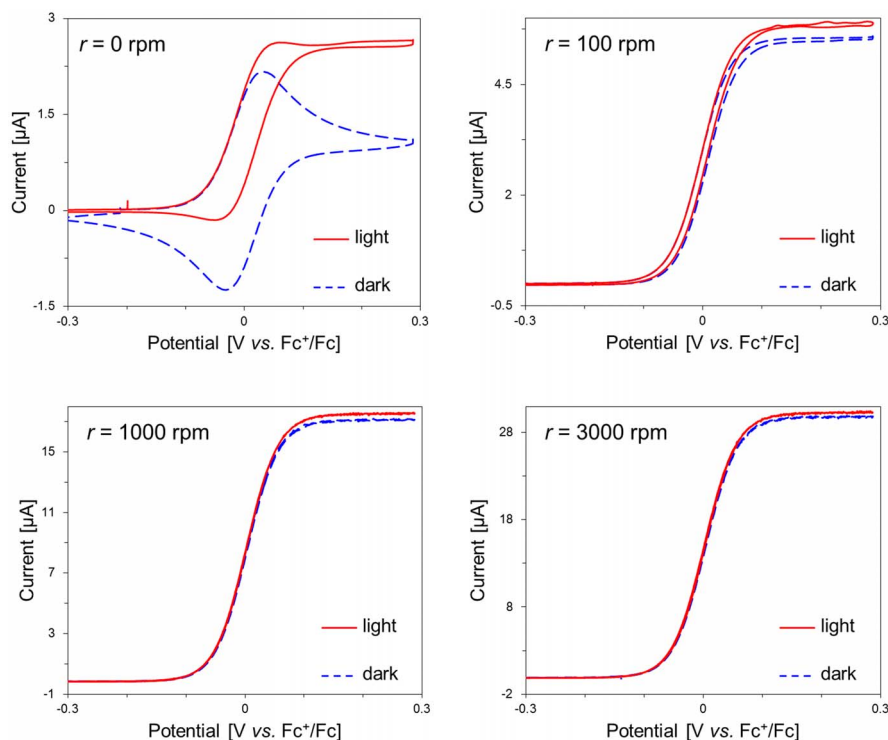 r = 0 rpm
3
1.5
0
-1.5
-0.3
0
0.3
Current [µA]
Potential [V vs. Fc⁺/Fc]
light
dark
r = 100 rpm
4.5
2
-0.5
-0.3
0
0.3
Current [µA]
Potential [V vs. Fc⁺/Fc]
light
dark
r = 1000 rpm
15
11
7
3
-1
-0.3
0
0.3
Current [µA]
Potential [V vs. Fc⁺/Fc]
light
dark
r = 3000 rpm
28
18
8
-2
-0.3
0
0.3
Current [µA]
Potential [V vs. Fc⁺/Fc]
light
dark